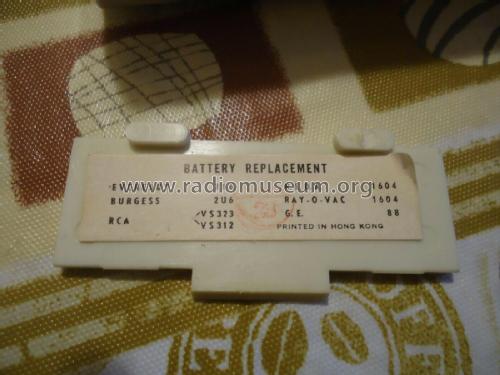 BATTERY REPLACEMENT
1604
www.radiomuseum.org
BURGESS 2U6 RAY-O-VAC 1604
RCA VS323 G.E. 88
VS312 PRINTED IN HONG KONG